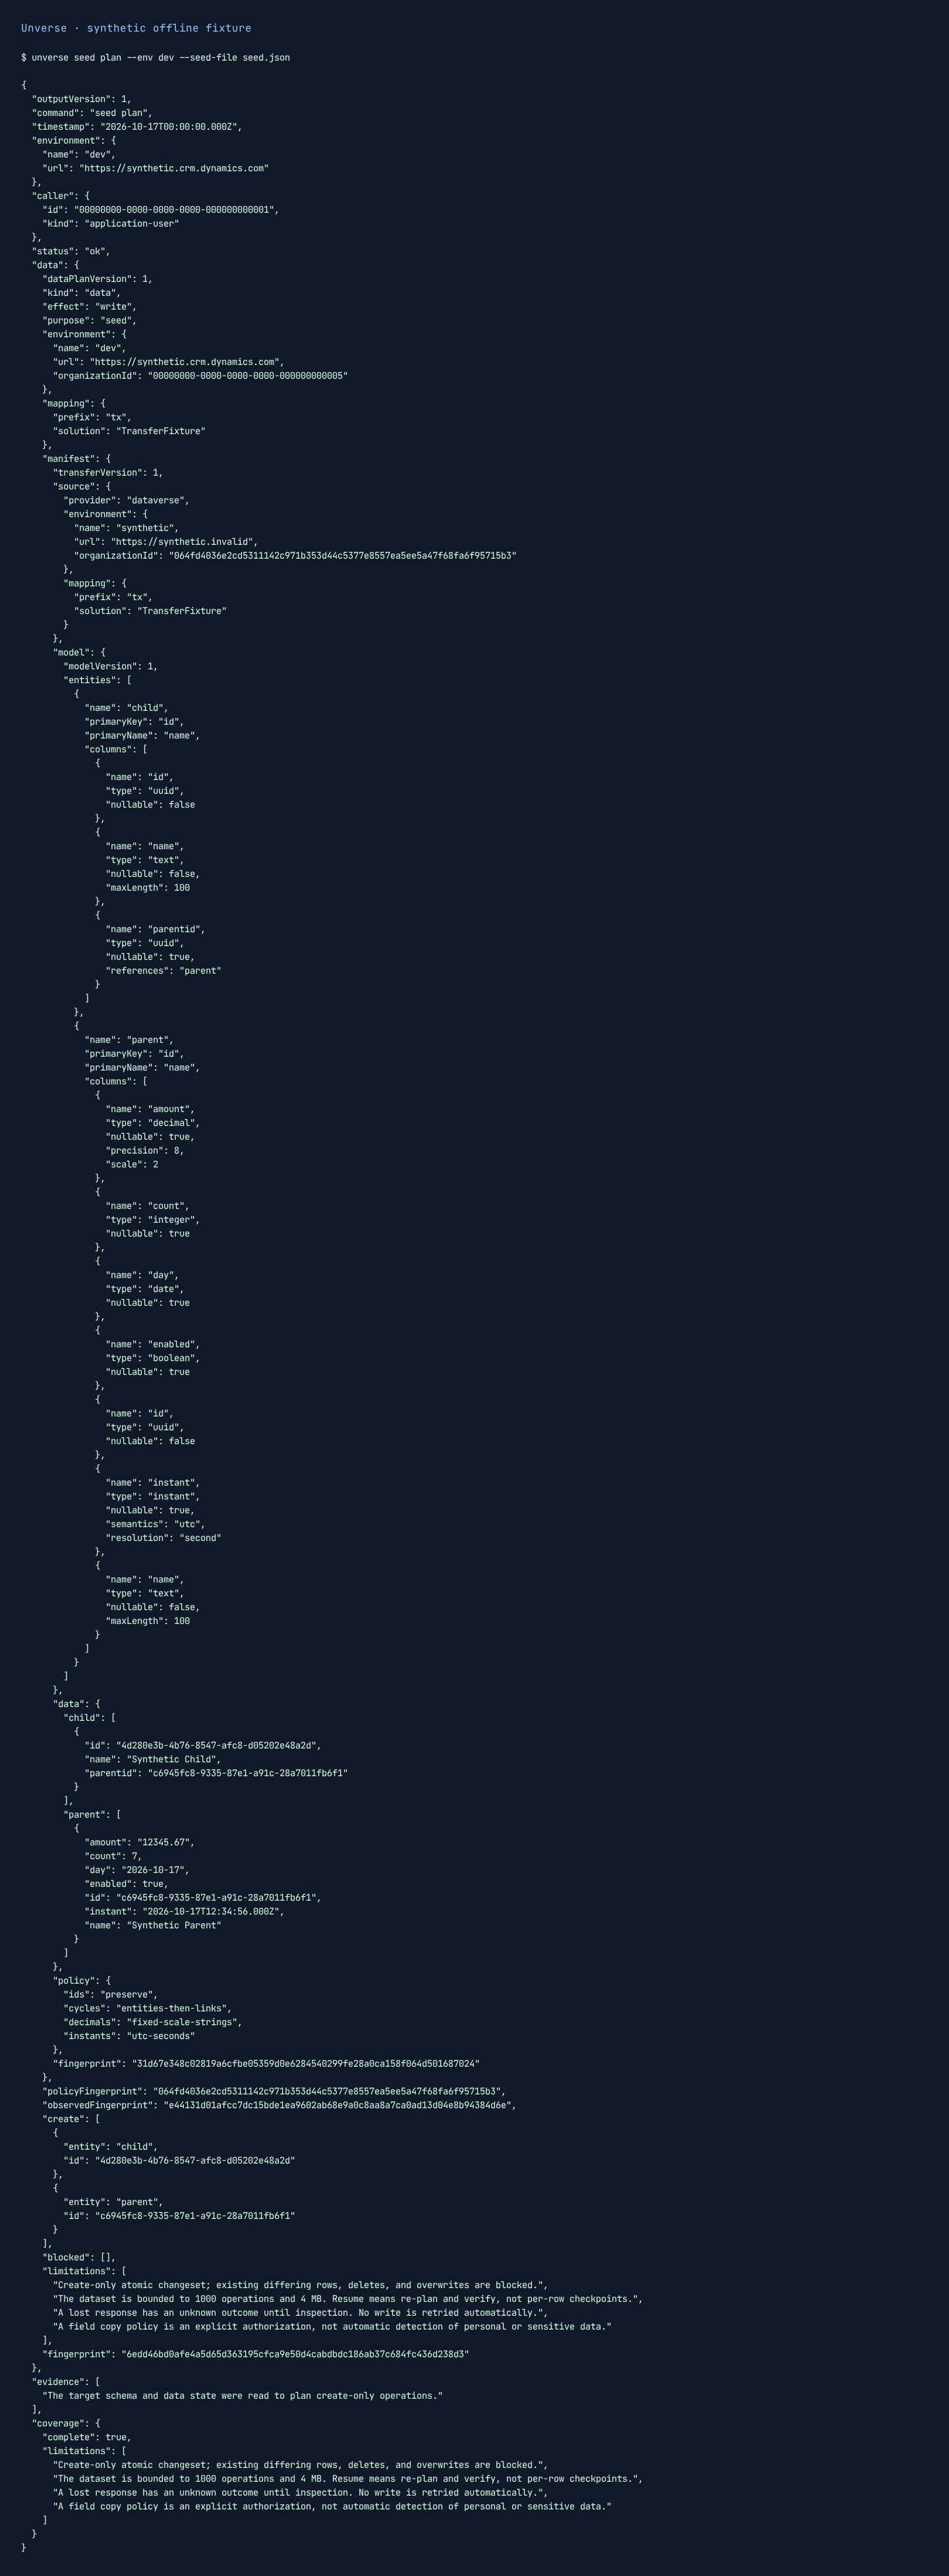 Unverse · synthetic offline fixture
$ unverse seed plan --env dev --seed-file seed.json
{
  "outputVersion": 1,
  "command": "seed plan",
  "timestamp": "2026-10-17T00:00:00.000Z",
  "environment": {
    "name": "dev",
    "url": "https://synthetic.crm.dynamics.com"
  },
  "caller": {
    "id": "00000000-0000-0000-0000-000000000001",
    "kind": "application-user"
  },
  "status": "ok",
  "data": {
    "dataPlanVersion": 1,
    "kind": "data",
    "effect": "write",
    "purpose": "seed",
    "environment": {
      "name": "dev",
      "url": "https://synthetic.crm.dynamics.com",
      "organizationId": "00000000-0000-0000-0000-000000000005"
    },
    "mapping": {
      "prefix": "tx",
      "solution": "TransferFixture"
    },
    "manifest": {
      "transferVersion": 1,
      "source": {
        "provider": "dataverse",
        "environment": {
          "name": "synthetic",
          "url": "https://synthetic.invalid",
          "organizationId": "064fd4036e2cd5311142c971b353d44c5377e8557ea5ee5a47f68fa6f95715b3"
        },
        "mapping": {
          "prefix": "tx",
          "solution": "TransferFixture"
        }
      },
      "model": {
        "modelVersion": 1,
        "entities": [
          {
            "name": "child",
            "primaryKey": "id",
            "primaryName": "name",
            "columns": [
              {
                "name": "id",
                "type": "uuid",
                "nullable": false
              },
              {
                "name": "name",
                "type": "text",
                "nullable": false,
                "maxLength": 100
              },
              {
                "name": "parentid",
                "type": "uuid",
                "nullable": true,
                "references": "parent"
              }
            ]
          },
          {
            "name": "parent",
            "primaryKey": "id",
            "primaryName": "name",
            "columns": [
              {
                "name": "amount",
                "type": "decimal",
                "nullable": true,
                "precision": 8,
                "scale": 2
              },
              {
                "name": "count",
                "type": "integer",
                "nullable": true
              },
              {
                "name": "day",
                "type": "date",
                "nullable": true
              },
              {
                "name": "enabled",
                "type": "boolean",
                "nullable": true
              },
              {
                "name": "id",
                "type": "uuid",
                "nullable": false
              },
              {
                "name": "instant",
                "type": "instant",
                "nullable": true,
                "semantics": "utc",
                "resolution": "second"
              },
              {
                "name": "name",
                "type": "text",
                "nullable": false,
                "maxLength": 100
              }
            ]
          }
        ]
      },
      "data": {
        "child": [
          {
            "id": "4d280e3b-4b76-8547-afc8-d05202e48a2d",
            "name": "Synthetic Child",
            "parentid": "c6945fc8-9335-87e1-a91c-28a7011fb6f1"
          }
        ],
        "parent": [
          {
            "amount": "12345.67",
            "count": 7,
            "day": "2026-10-17",
            "enabled": true,
            "id": "c6945fc8-9335-87e1-a91c-28a7011fb6f1",
            "instant": "2026-10-17T12:34:56.000Z",
            "name": "Synthetic Parent"
          }
        ]
      },
      "policy": {
        "ids": "preserve",
        "cycles": "entities-then-links",
        "decimals": "fixed-scale-strings",
        "instants": "utc-seconds"
      },
      "fingerprint": "31d67e348c02819a6cfbe05359d0e6284540299fe28a0ca158f064d501687024"
    },
    "policyFingerprint": "064fd4036e2cd5311142c971b353d44c5377e8557ea5ee5a47f68fa6f95715b3",
    "observedFingerprint": "e44131d01afcc7dc15bde1ea9602ab68e9a0c8aa8a7ca0ad13d04e8b94384d6e",
    "create": [
      {
        "entity": "child",
        "id": "4d280e3b-4b76-8547-afc8-d05202e48a2d"
      },
      {
        "entity": "parent",
        "id": "c6945fc8-9335-87e1-a91c-28a7011fb6f1"
      }
    ],
    "blocked": [],
    "limitations": [
      "Create-only atomic changeset; existing differing rows, deletes, and overwrites are blocked.",
      "The dataset is bounded to 1000 operations and 4 MB. Resume means re-plan and verify, not per-row checkpoints.",
      "A lost response has an unknown outcome until inspection. No write is retried automatically.",
      "A field copy policy is an explicit authorization, not automatic detection of personal or sensitive data."
    ],
    "fingerprint": "6edd46bd0afe4a5d65d363195cfca9e50d4cabdbdc186ab37c684fc436d238d3"
  },
  "evidence": [
    "The target schema and data state were read to plan create-only operations."
  ],
  "coverage": {
    "complete": true,
    "limitations": [
      "Create-only atomic changeset; existing differing rows, deletes, and overwrites are blocked.",
      "The dataset is bounded to 1000 operations and 4 MB. Resume means re-plan and verify, not per-row checkpoints.",
      "A lost response has an unknown outcome until inspection. No write is retried automatically.",
      "A field copy policy is an explicit authorization, not automatic detection of personal or sensitive data."
    ]
  }
}